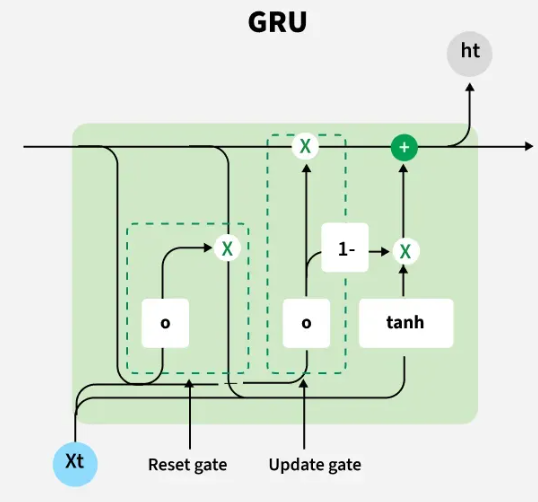 GRU
ht
X
+
X
1-
X
o
o
tanh
Xt
Reset gate
Update gate